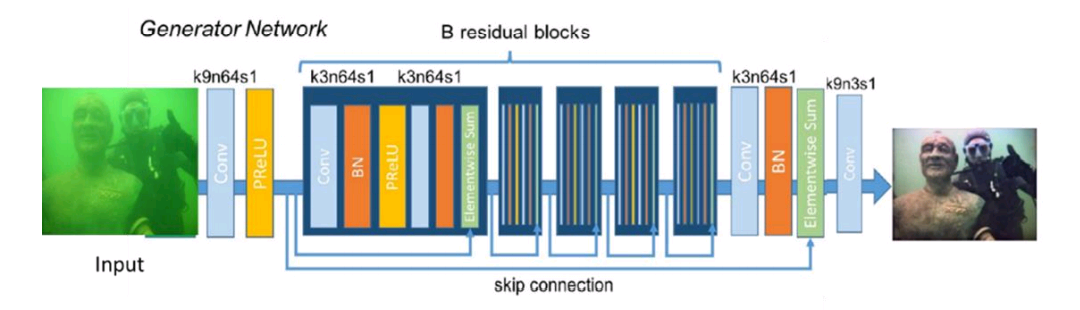 Generator Network
B residual blocks
k9n64s1
k3n64s1
k3n64s1
k3n64s1
k9n3s1
Conv
PReLU
Conv
BN
PReLU
Elementwise Sum
Conv
BN
Elementwise Sum
Conv
Input
skip connection